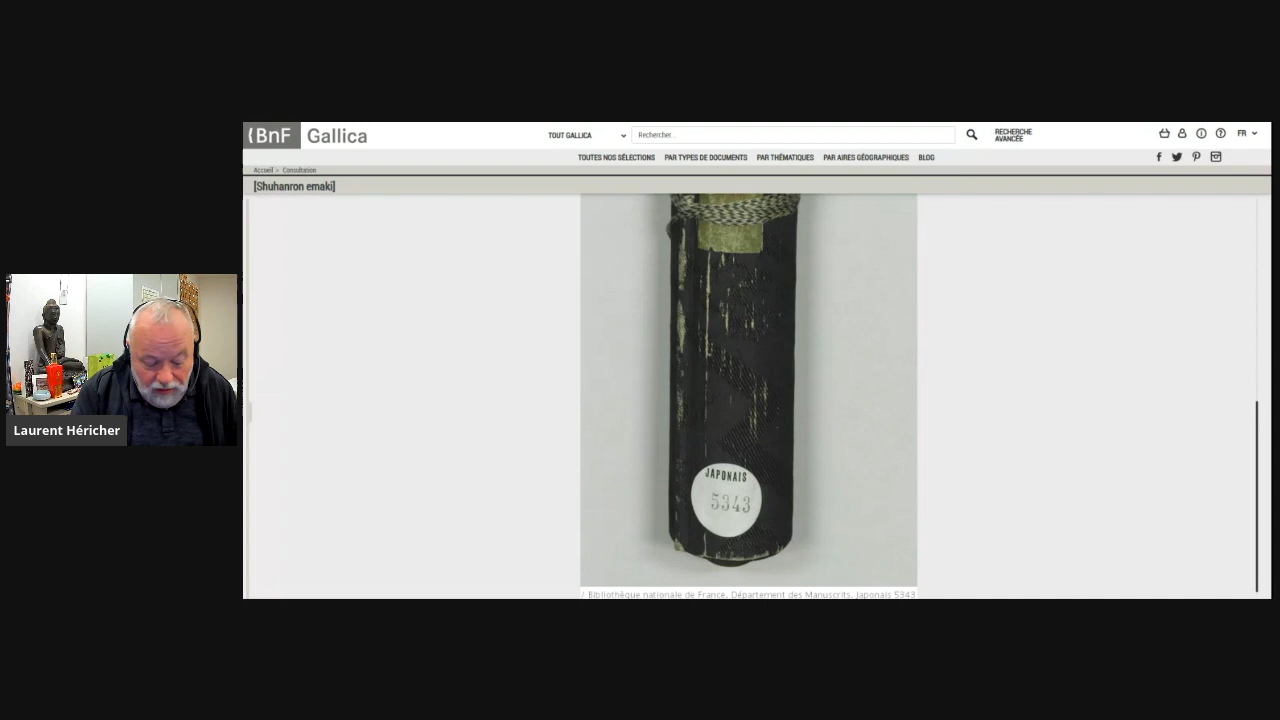 (BnF Gallica
TOUT GALLICA
Rechercher...
RECHERCHE
AVANCÉE
FR
TOUTES NOS SÉLECTIONS PAR TYPES DE DOCUMENTS PAR THÉMATIQUES PAR AIRES GÉOGRAPHIQUES BLOG
Accueil > Consultation
[Shuhanron emaki]
JAPONAIS
5343
/ Bibliothèque nationale de France. Département des Manuscrits. Japonais 5343
Laurent Héricher